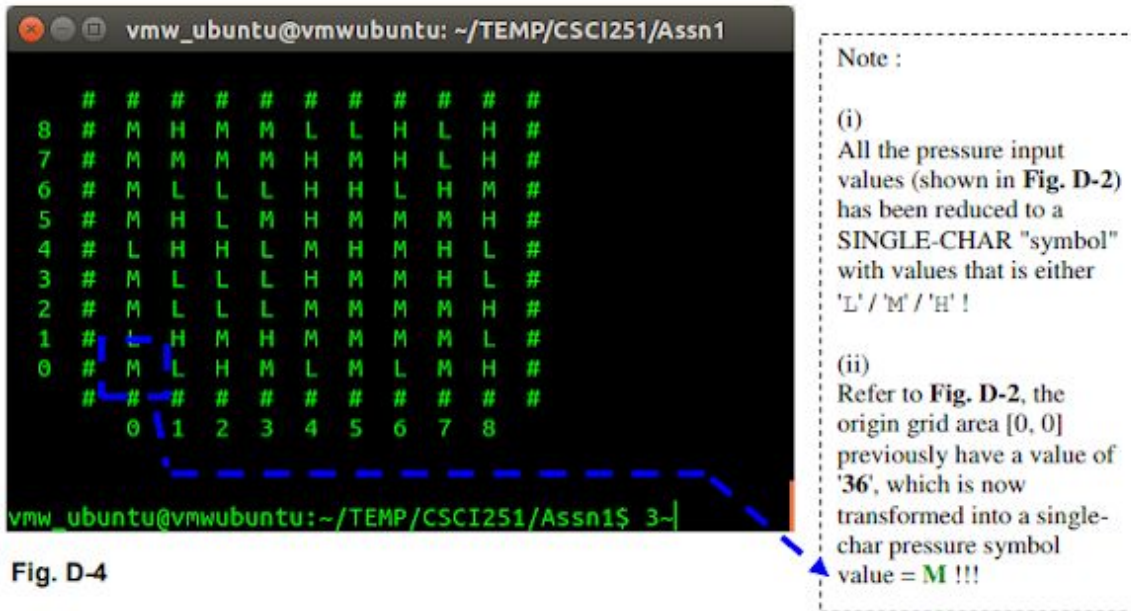 vmw_ubuntu@vmwubuntu: ~/TEMP/CSCI251/Assn1
# # # # # # # # # # #
8 # M H M M L L H L H #
7 # M M M M H M H L H #
6 # M L L L H H L H M #
5 # M H L M H M M M H #
4 # L H H L M H M H L #
3 # M L L L H M M H L #
2 # M L L L M M M M H #
1 # L H M H M M M M L #
0 # M L H M L M L M H #
# # # # # # # # # # #
0 1 2 3 4 5 6 7 8
vmw_ubuntu@vmwubuntu:~/TEMP/CSCI251/Assn1$ 3~
Fig. D-4
Note :
(i)
All the pressure input
values (shown in Fig. D-2)
has been reduced to a
SINGLE-CHAR "symbol"
with values that is either
'L' / 'M' / 'H' !
(ii)
Refer to Fig. D-2, the
origin grid area [0, 0]
previously have a value of
'36', which is now
transformed into a single-
char pressure symbol
value = M !!!